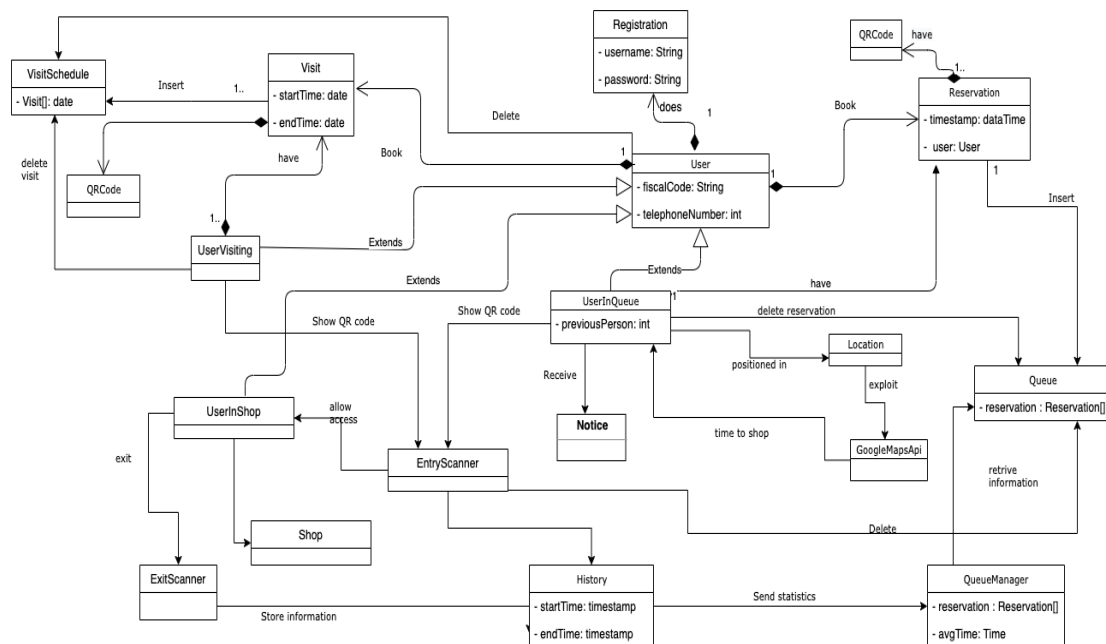 Registration
- username: String
- password: String
QRCode
have
1..
VisitSchedule
- Visit[]: date
Insert
1..
Visit
- startTime: date
- endTime: date
does
1
Reservation
- timestamp: dataTime
- user: User
1
Delete
Book
Book
1
User
1
- fiscalCode: String
- telephoneNumber: int
delete
visit
QRCode
have
1..
UserVisiting
Extends
Extends
Extends
Insert
have
UserInQueue
1
- previousPerson: int
Show QR code
Show QR code
delete reservation
positioned in
Location
exploit
Queue
- reservation : Reservation[]
Receive
UserInShop
allow
access
Notice
time to shop
GoogleMapsApi
exit
EntryScanner
retrive
information
Delete
Shop
ExitScanner
Store information
History
- startTime: timestamp
- endTime: timestamp
Send statistics
QueueManager
- reservation : Reservation[]
- avgTime: Time